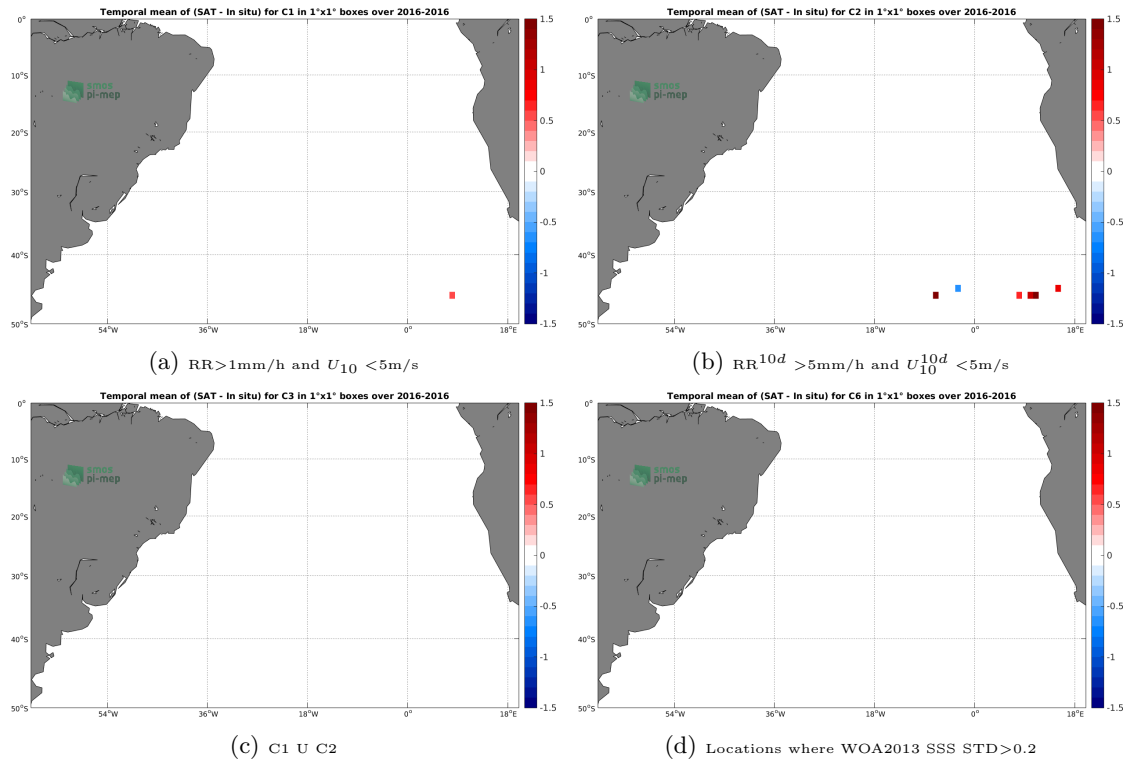 Temporal mean of (SAT - In situ) for C1 in 1°x1° boxes over 2016-2016
0°
10°S
20°S
30°S
40°S
50°S
54°W
36°W
18°W
0°
18°E
1.5
1
0.5
0
-0.5
-1
-1.5
smos
pi-mep
(a) RR>1mm/h and U10 <5m/s
Temporal mean of (SAT - In situ) for C2 in 1°x1° boxes over 2016-2016
0°
10°S
20°S
30°S
40°S
50°S
54°W
36°W
18°W
0°
18°E
1.5
1
0.5
0
-0.5
-1
-1.5
smos
pi-mep
(b) RR10d >5mm/h and U10d10 <5m/s
Temporal mean of (SAT - In situ) for C3 in 1°x1° boxes over 2016-2016
0°
10°S
20°S
30°S
40°S
50°S
54°W
36°W
18°W
0°
18°E
1.5
1
0.5
0
-0.5
-1
-1.5
smos
pi-mep
(c) C1 U C2
Temporal mean of (SAT - In situ) for C6 in 1°x1° boxes over 2016-2016
0°
10°S
20°S
30°S
40°S
50°S
54°W
36°W
18°W
0°
18°E
1.5
1
0.5
0
-0.5
-1
-1.5
smos
pi-mep
(d) Locations where WOA2013 SSS STD>0.2